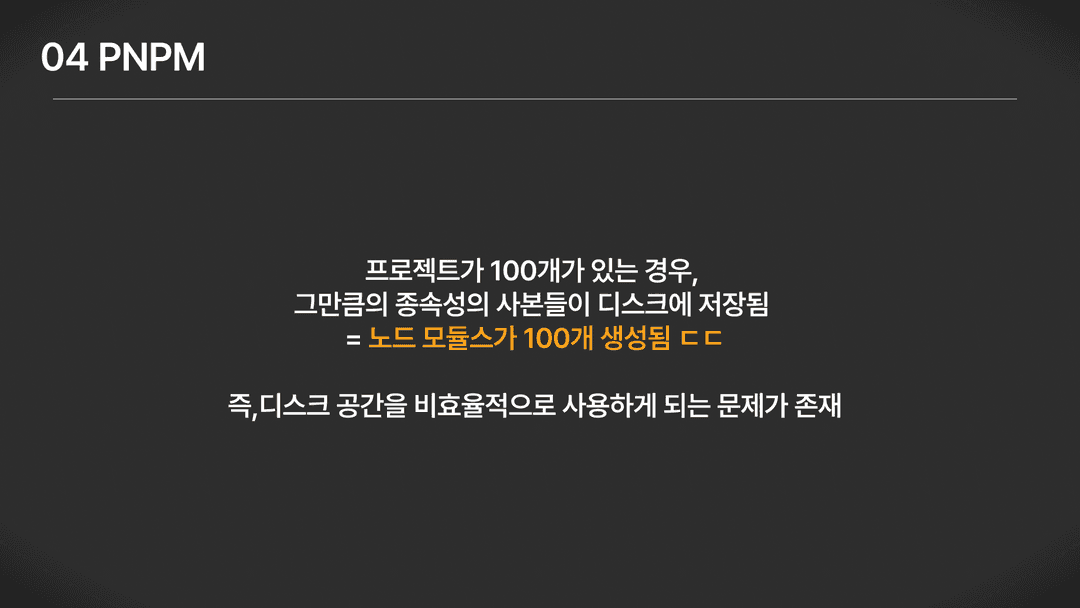 04 PNPM
프로젝트가 100개가 있는 경우,
그만큼의 종속성의 사본들이 디스크에 저장됨
= 노드 모듈스가 100개 생성됨 ㄷㄷ
즉,디스크 공간을 비효율적으로 사용하게 되는 문제가 존재